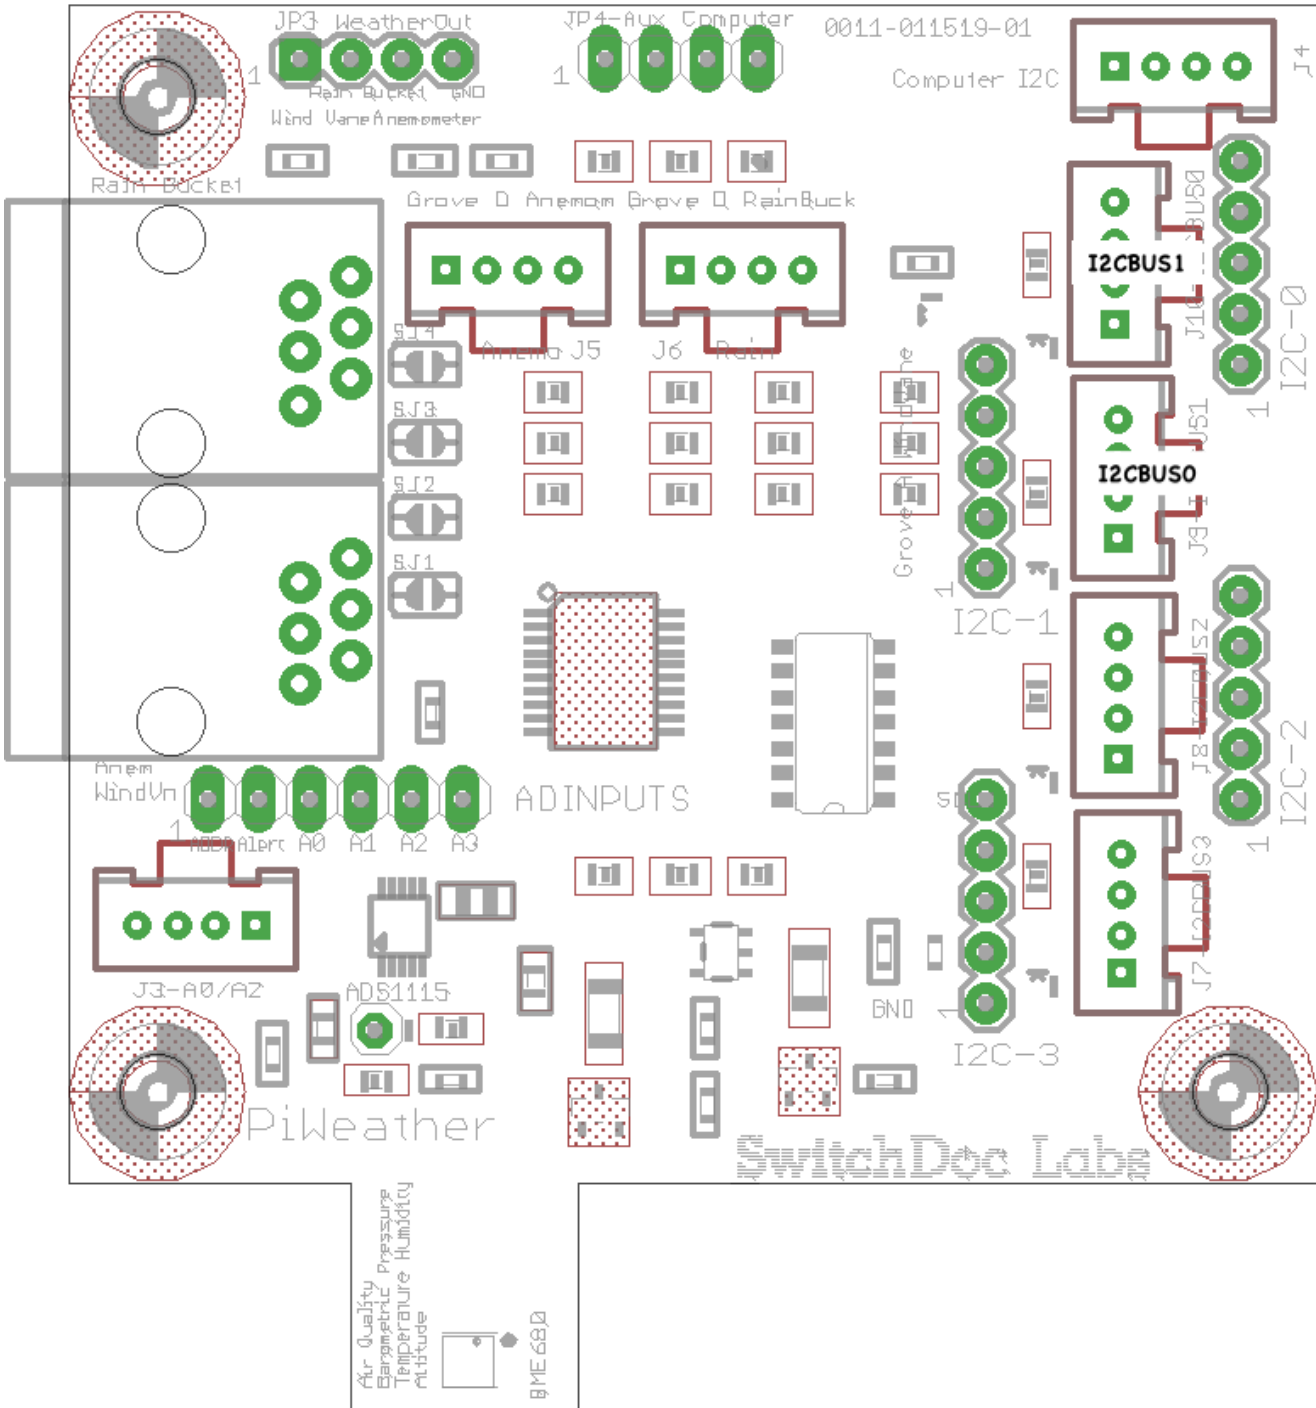 JP3 WeatherOut
JP4-Aux Computer
0011-011519-01
J4
1
1
Computer I2C
Rain Bucket GND
Wind Vane Anemometer
Rain Bucket
Grove D Anemom
Grove D RainBuck
I2CBUS1
I2C-0
1
SJ4
Anemo J5
J6 Rain
SJ3
I2CBUS0
SJ2
SJ1
1
I2C-1
Anem
WindVn
ADINPUTS
I2C-2
1
1
Alert A0 A1 A2 A3
J7-I2CBUS3
J3-A0/A2
ADS1115
GND
1
I2C-3
PiWeather
SwitchDoc Labs
Air Quality
Barometric Pressure
Temperature Humidity
Altitude
BME680